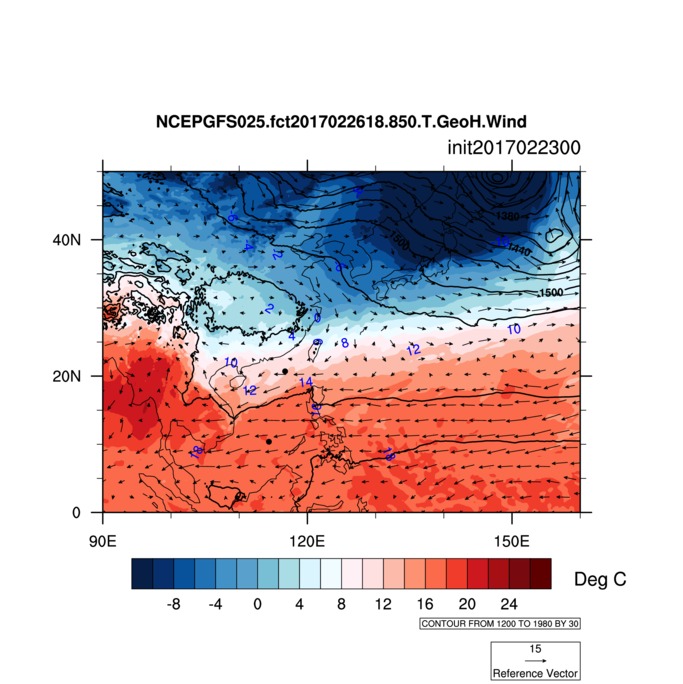 NCEPGFS025.fct2017022618.850.T.GeoH.Wind
init2017022300
40N
20N
0
90E
120E
150E
1380
1440
1500
1500
10
8
12
2
4
10
12
14
18
18
-8
-4
0
4
8
12
16
20
24
Deg C
CONTOUR FROM 1200 TO 1980 BY 30
15
Reference Vector